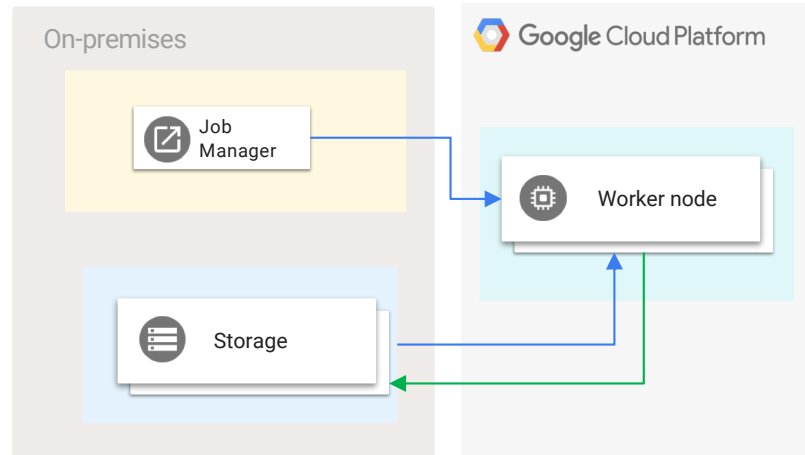 On-premises
Google Cloud Platform
Job
Manager
Worker node
Storage